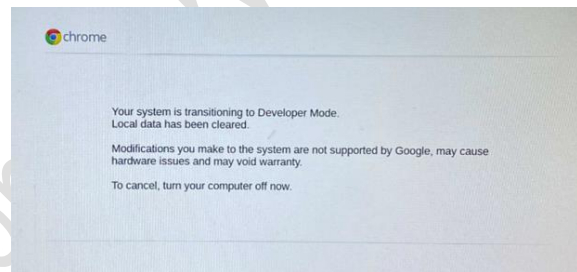 chrome
Your system is transitioning to Developer Mode.
Local data has been cleared.
Modifications you make to the system are not supported by Google, may cause
hardware issues and may void warranty.
To cancel, turn your computer off now.